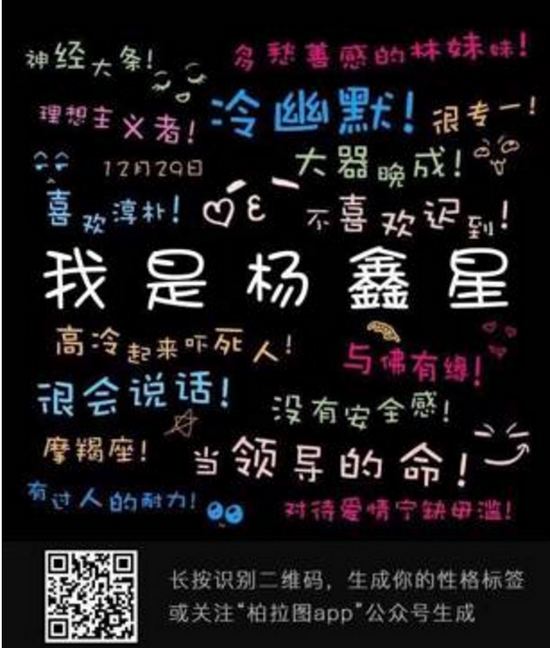 神经大条!
多愁善感的林妹妹!
理想主义者!
冷幽默!
很专一!
12月29日
大器晚成!
喜欢淳朴!
不喜欢迟到!
我是杨鑫星
高冷起来吓死人!
与佛有缘!
很会说话!
没有安全感!
摩羯座!
当领导的命!
有过人的耐力!
对待爱情宁缺毋滥!
长按识别二维码，生成你的性格标签
或关注“柏拉图app”公众号生成